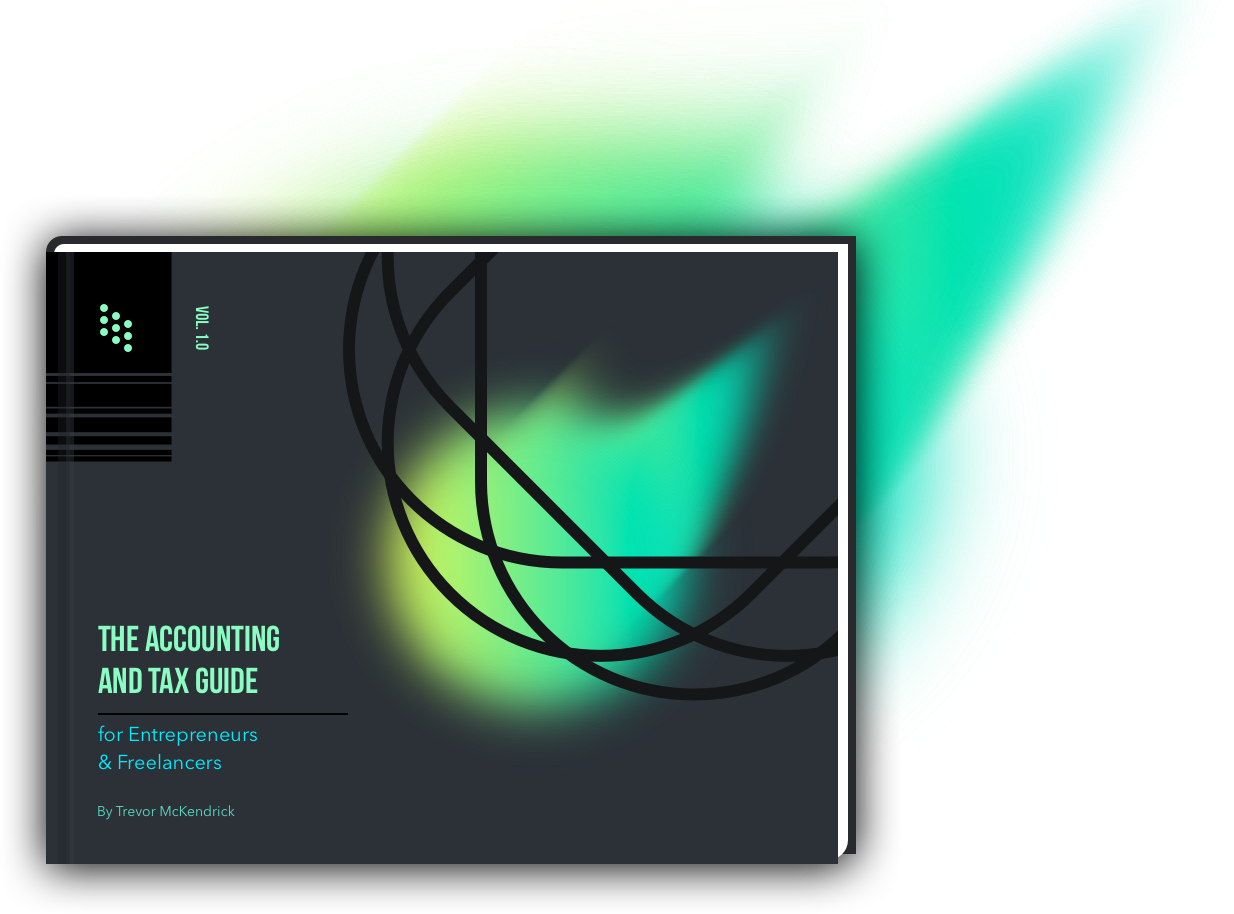 VOL. 1.0
THE ACCOUNTING
AND TAX GUIDE
for Entrepreneurs
& Freelancers
By Trevor McKendrick